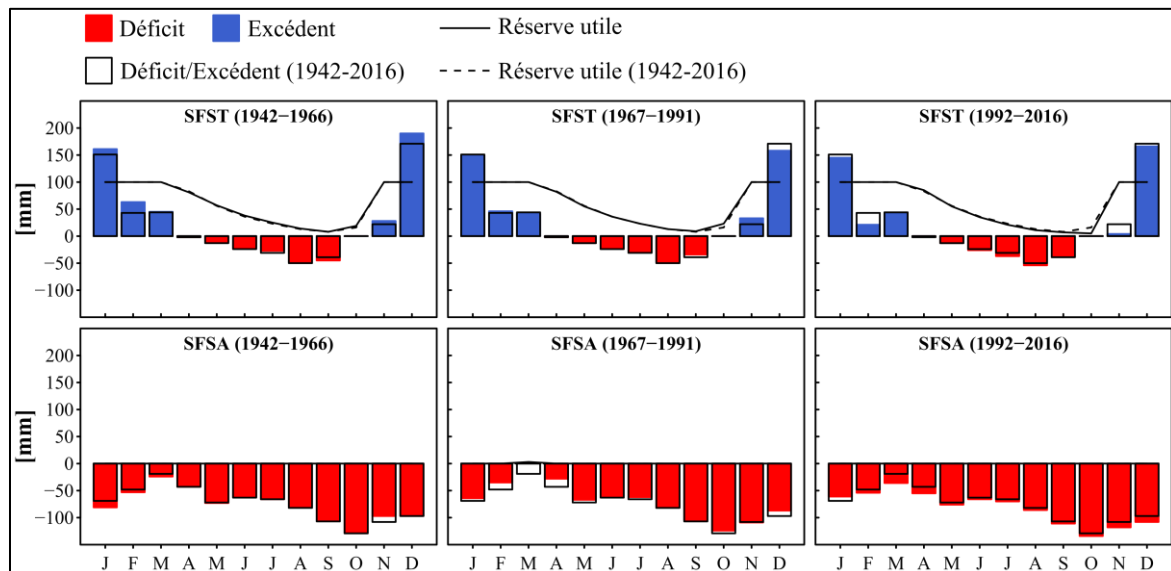 Déficit Excédent Réserve utile
Déficit/Excédent (1942-2016) Réserve utile (1942-2016)
SFST (1942−1966) SFST (1967−1991) SFST (1992−2016)
[mm]
200
150
100
50
0
−50
−100
SFSA (1942−1966) SFSA (1967−1991) SFSA (1992−2016)
[mm]
200
150
100
50
0
−50
−100
J F M A M J J A S O N D J F M A M J J A S O N D J F M A M J J A S O N D